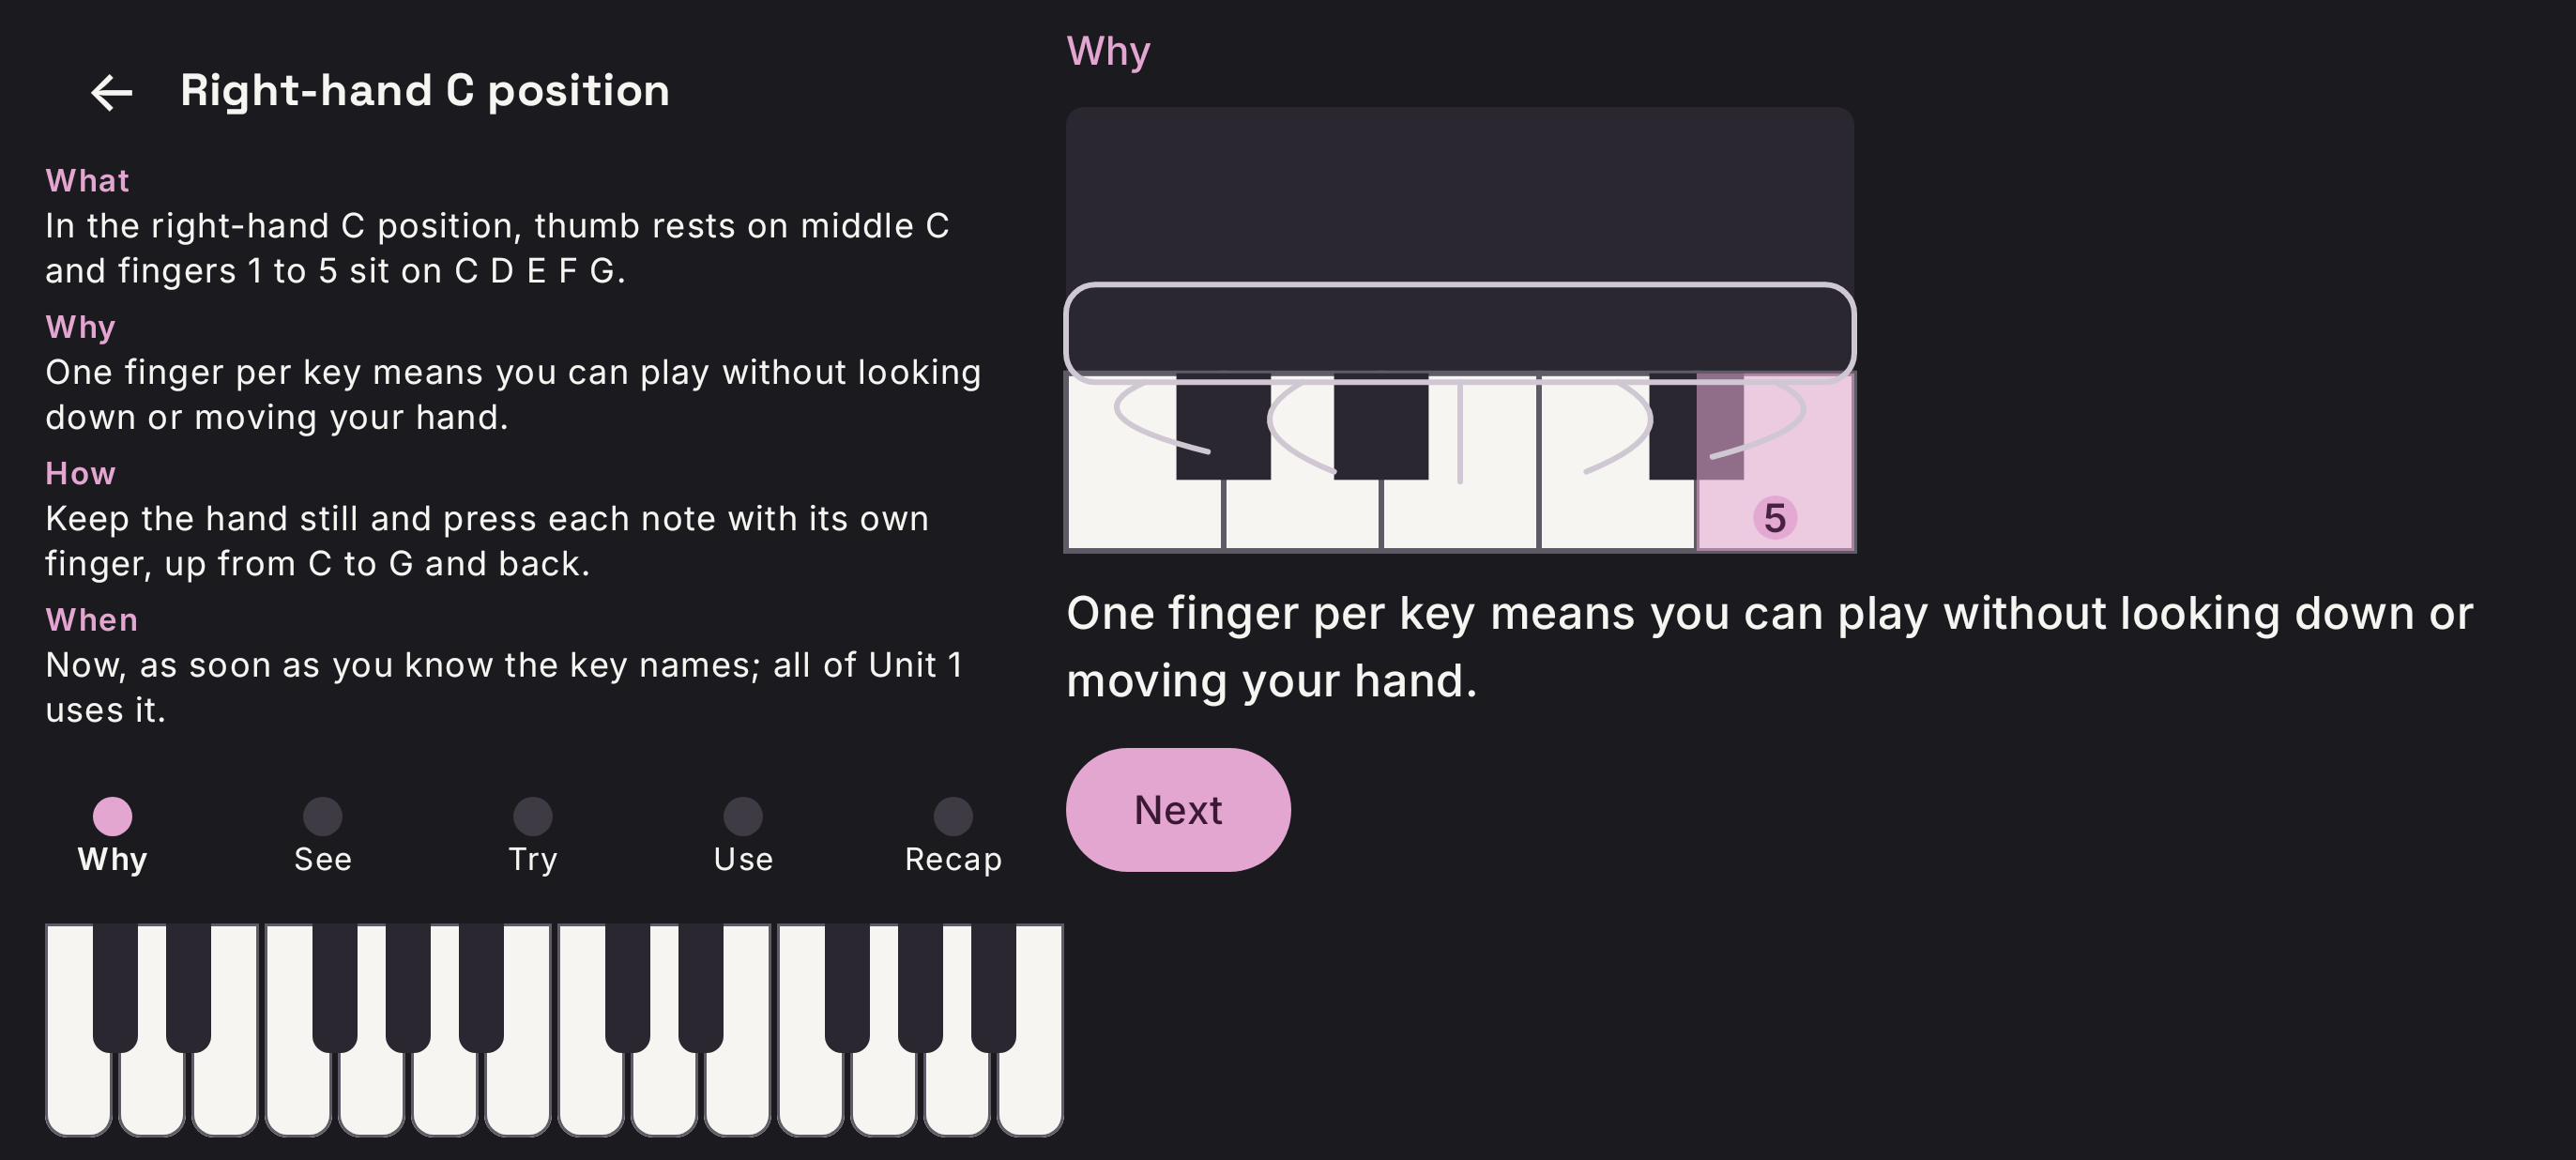 Right-hand C position
What
In the right-hand C position, thumb rests on middle C
and fingers 1 to 5 sit on C D E F G.
Why
One finger per key means you can play without looking
down or moving your hand.
How
Keep the hand still and press each note with its own
finger, up from C to G and back.
When
Now, as soon as you know the key names; all of Unit 1
uses it.
Why
See
Try
Use
Recap
Why
5
One finger per key means you can play without looking down or
moving your hand.
Next